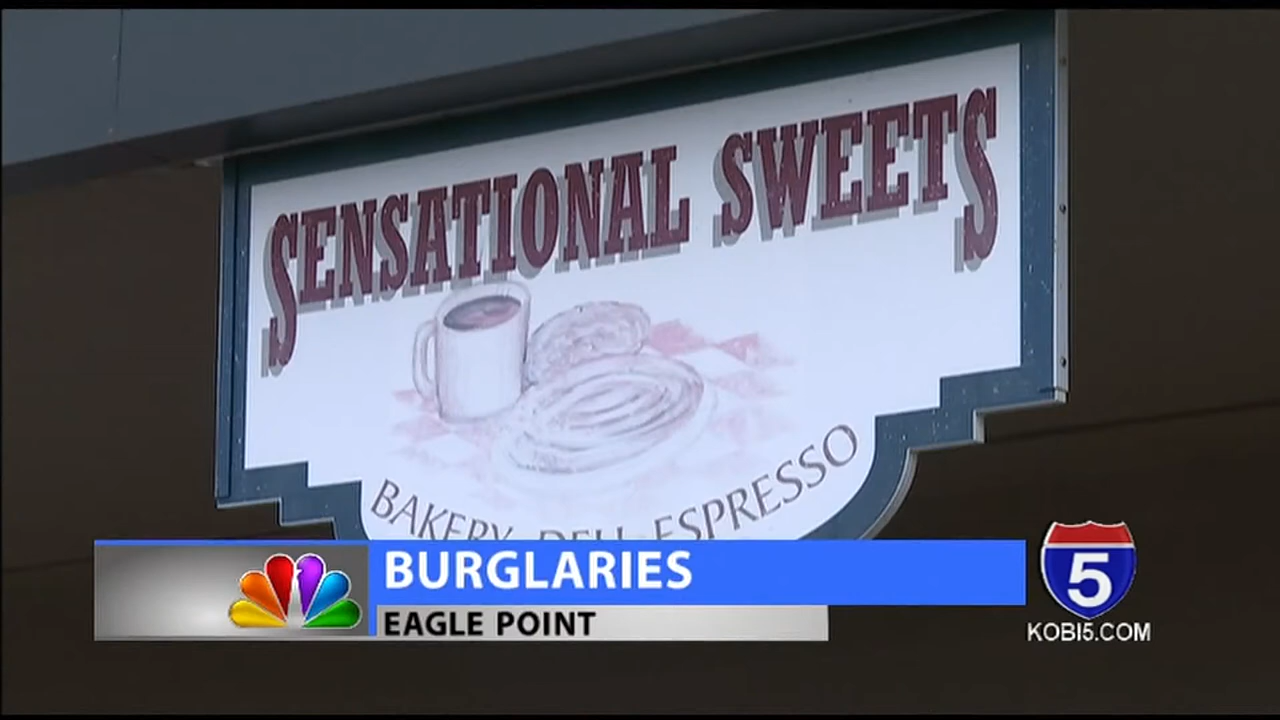 SENSATIONAL SWEETS
BAKERY DELI ESPRESSO
BURGLARIES
EAGLE POINT
5
KOBI5.COM